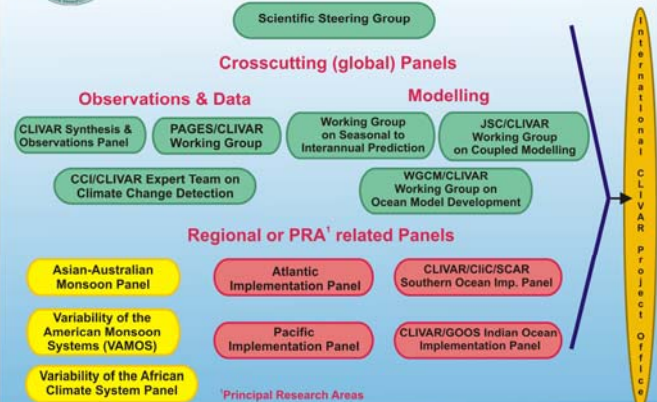 Scientific Steering Group
Crosscutting (global) Panels
Observations & Data
Modelling
CLIVAR Synthesis &
Observations Panel
PAGES/CLIVAR
Working Group
Working Group
on Seasonal to
Interannual Prediction
JSC/CLIVAR
Working Group
on Coupled Modelling
CCI/CLIVAR Expert Team on
Climate Change Detection
WGCM/CLIVAR
Working Group on
Ocean Model Development
Regional or PRA¹ related Panels
Asian-Australian
Monsoon Panel
Atlantic
Implementation Panel
CLIVAR/CliC/SCAR
Southern Ocean Imp. Panel
Variability of the
American Monsoon
Systems (VAMOS)
Pacific
Implementation Panel
CLIVAR/GOOS Indian Ocean
Implementation Panel
Variability of the African
Climate System Panel
¹Principal Research Areas
International CLIVAR Project Office